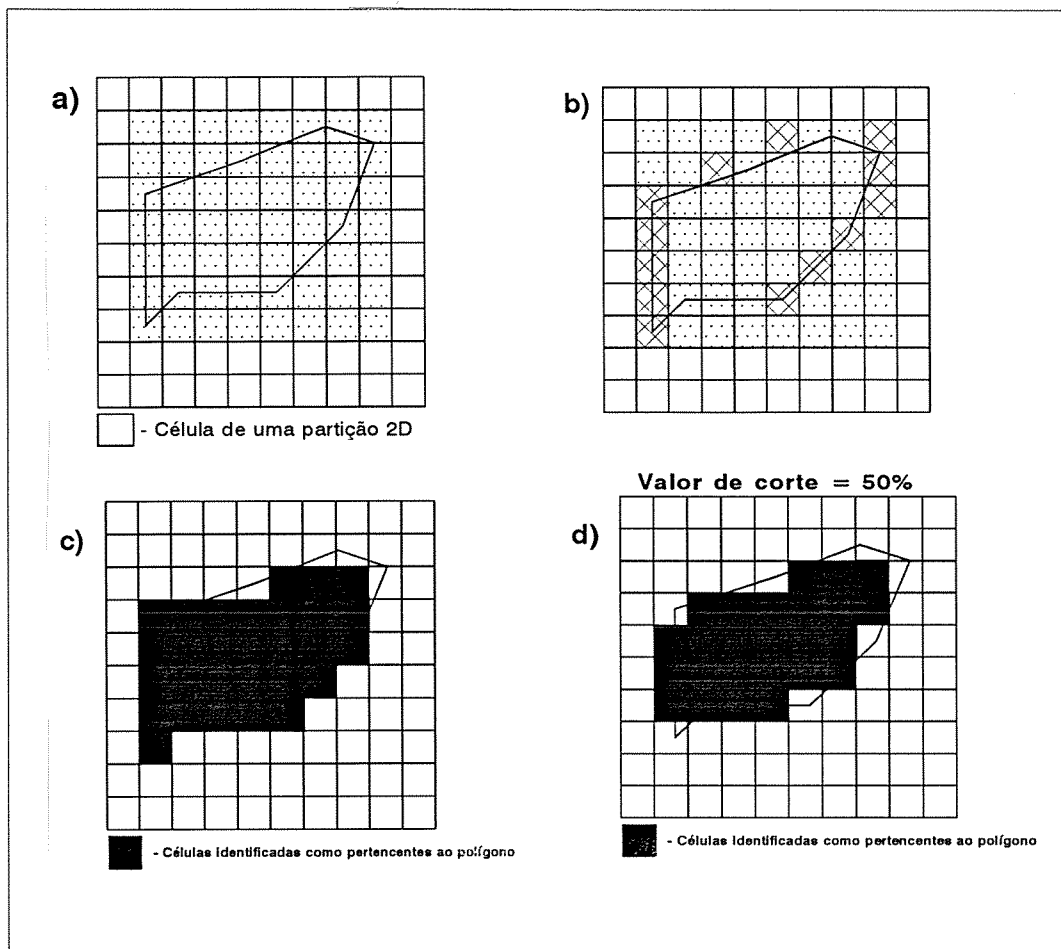 a)
b)
- Célula de uma partição 2D
c)
Valor de corte = 50%
d)
- Células identificadas como pertencentes ao polígono
- Células identificadas como pertencentes ao polígono